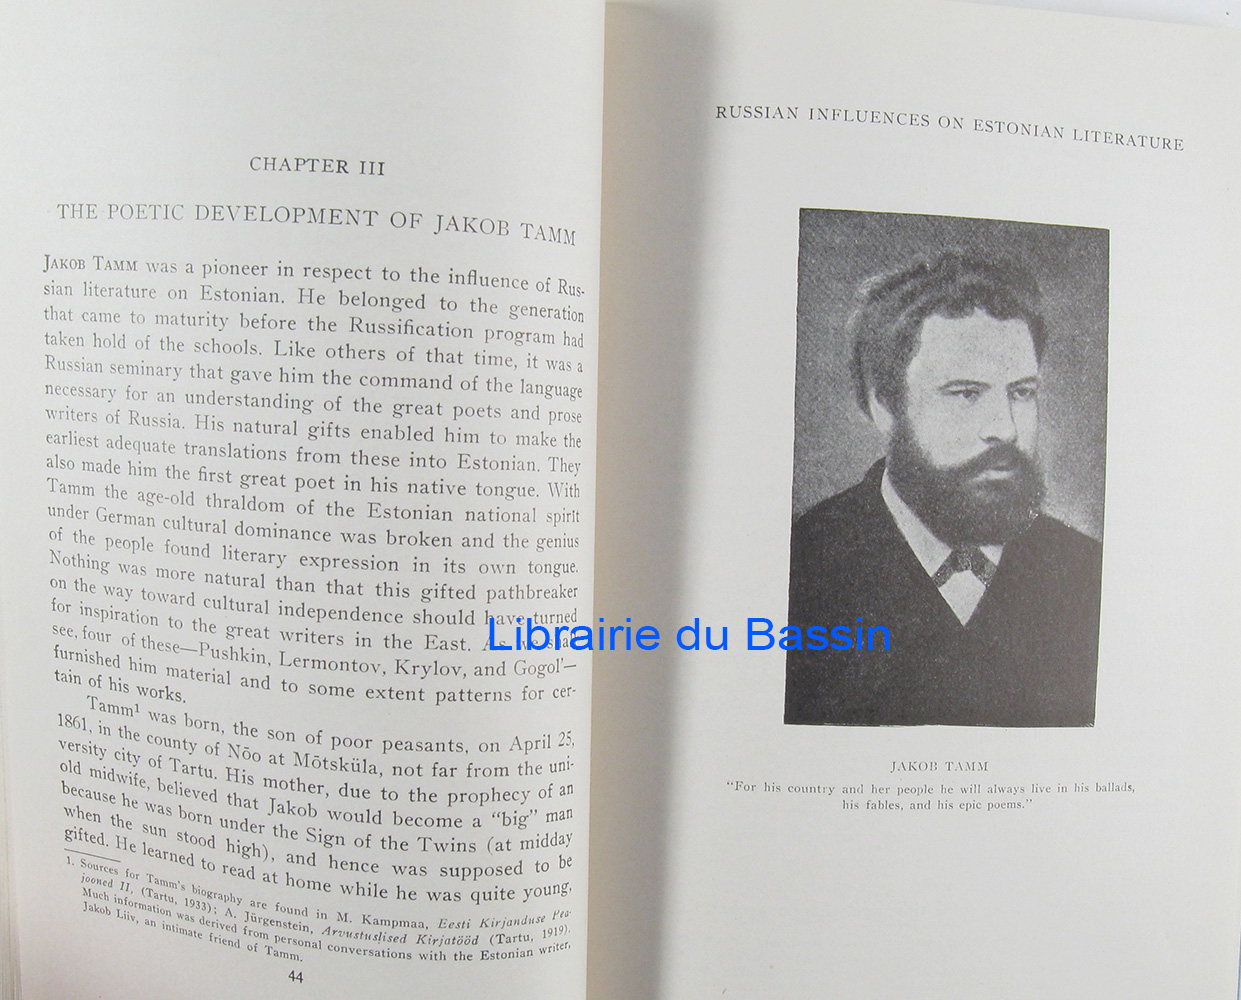 CHAPTER III
THE POETIC DEVELOPMENT OF JAKOB TAMM
JAKOB TAMM was a pioneer in respect to the influence of Rus-
sian literature on Estonian. He belonged to the generation
that came to maturity before the Russification program had
taken hold of the schools. Like others of that time, it was a
Russian seminary that gave him the command of the language
necessary for an understanding of the great poets and prose
writers of Russia. His natural gifts enabled him to make the
earliest adequate translations from these into Estonian. They
also made him the first great poet in his native tongue. With
Tamm the age-old thraldom of the Estonian national spirit
under German cultural dominance was broken and the genius
of the people found literary expression in its own tongue.
Nothing was more natural than that this gifted pathbreaker
on the way toward cultural independence should have turned
for inspiration to the great writers in the East. As we shall
see, four of these—Pushkin, Lermontov, Krylov, and Gogol'—
furnished him material and to some extent patterns for cer-
tain of his works.
Tamm¹ was born, the son of poor peasants, on April 25,
1861, in the county of Nõo at Mõtsküla, not far from the uni-
versity city of Tartu. His mother, due to the prophecy of an
old midwife, believed that Jakob would become a “big” man
because he was born under the Sign of the Twins (at midday
when the sun stood high), and hence was supposed to be
gifted. He learned to read at home while he was quite young,
1. Sources for Tamm's biography are found in M. Kampmaa, Eesti Kirjanduse Pea-
jooned II, (Tartu, 1933); A. Jürgenstein, Arvustuslised Kirjatööd (Tartu, 1919).
Much information was derived from personal conversations with the Estonian writer,
Jakob Liiv, an intimate friend of Tamm.
44
RUSSIAN INFLUENCES ON ESTONIAN LITERATURE
JAKOB TAMM
“For his country and her people he will always live in his ballads,
his fables, and his epic poems.”
Librairie du Bassin